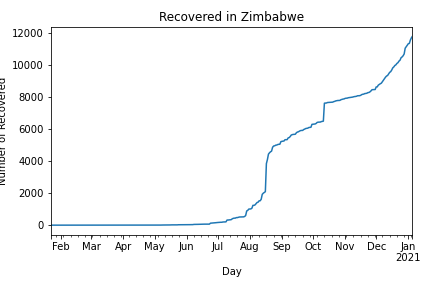 Recovered in Zimbabwe
12000
10000
8000
6000
4000
2000
0
Number of Recovered
Feb Mar Apr May Jun Jul Aug Sep Oct Nov Dec Jan
2021
Day